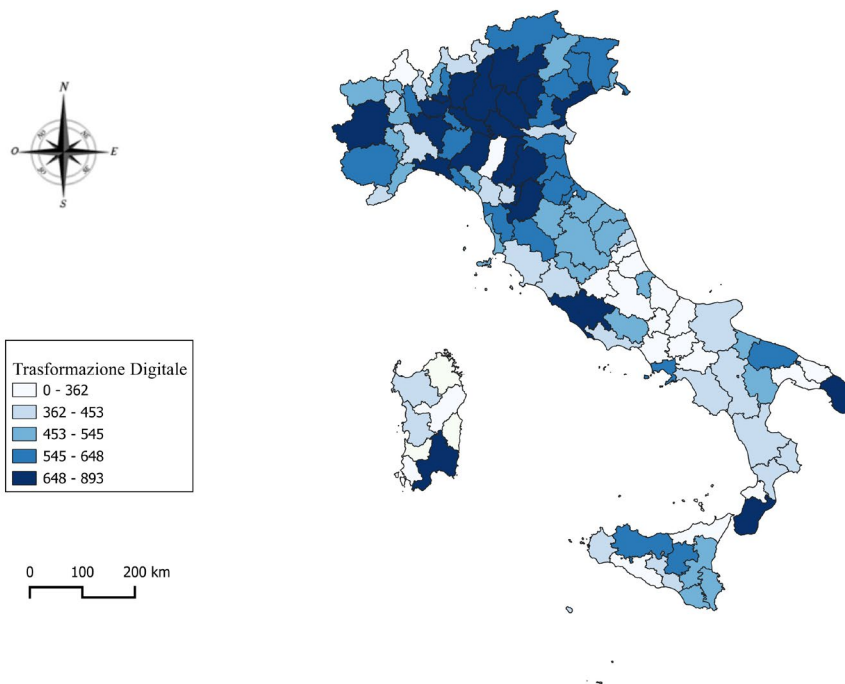 N
O
E
S
Trasformazione Digitale
0 - 362
362 - 453
453 - 545
545 - 648
648 - 893
0 100 200 km